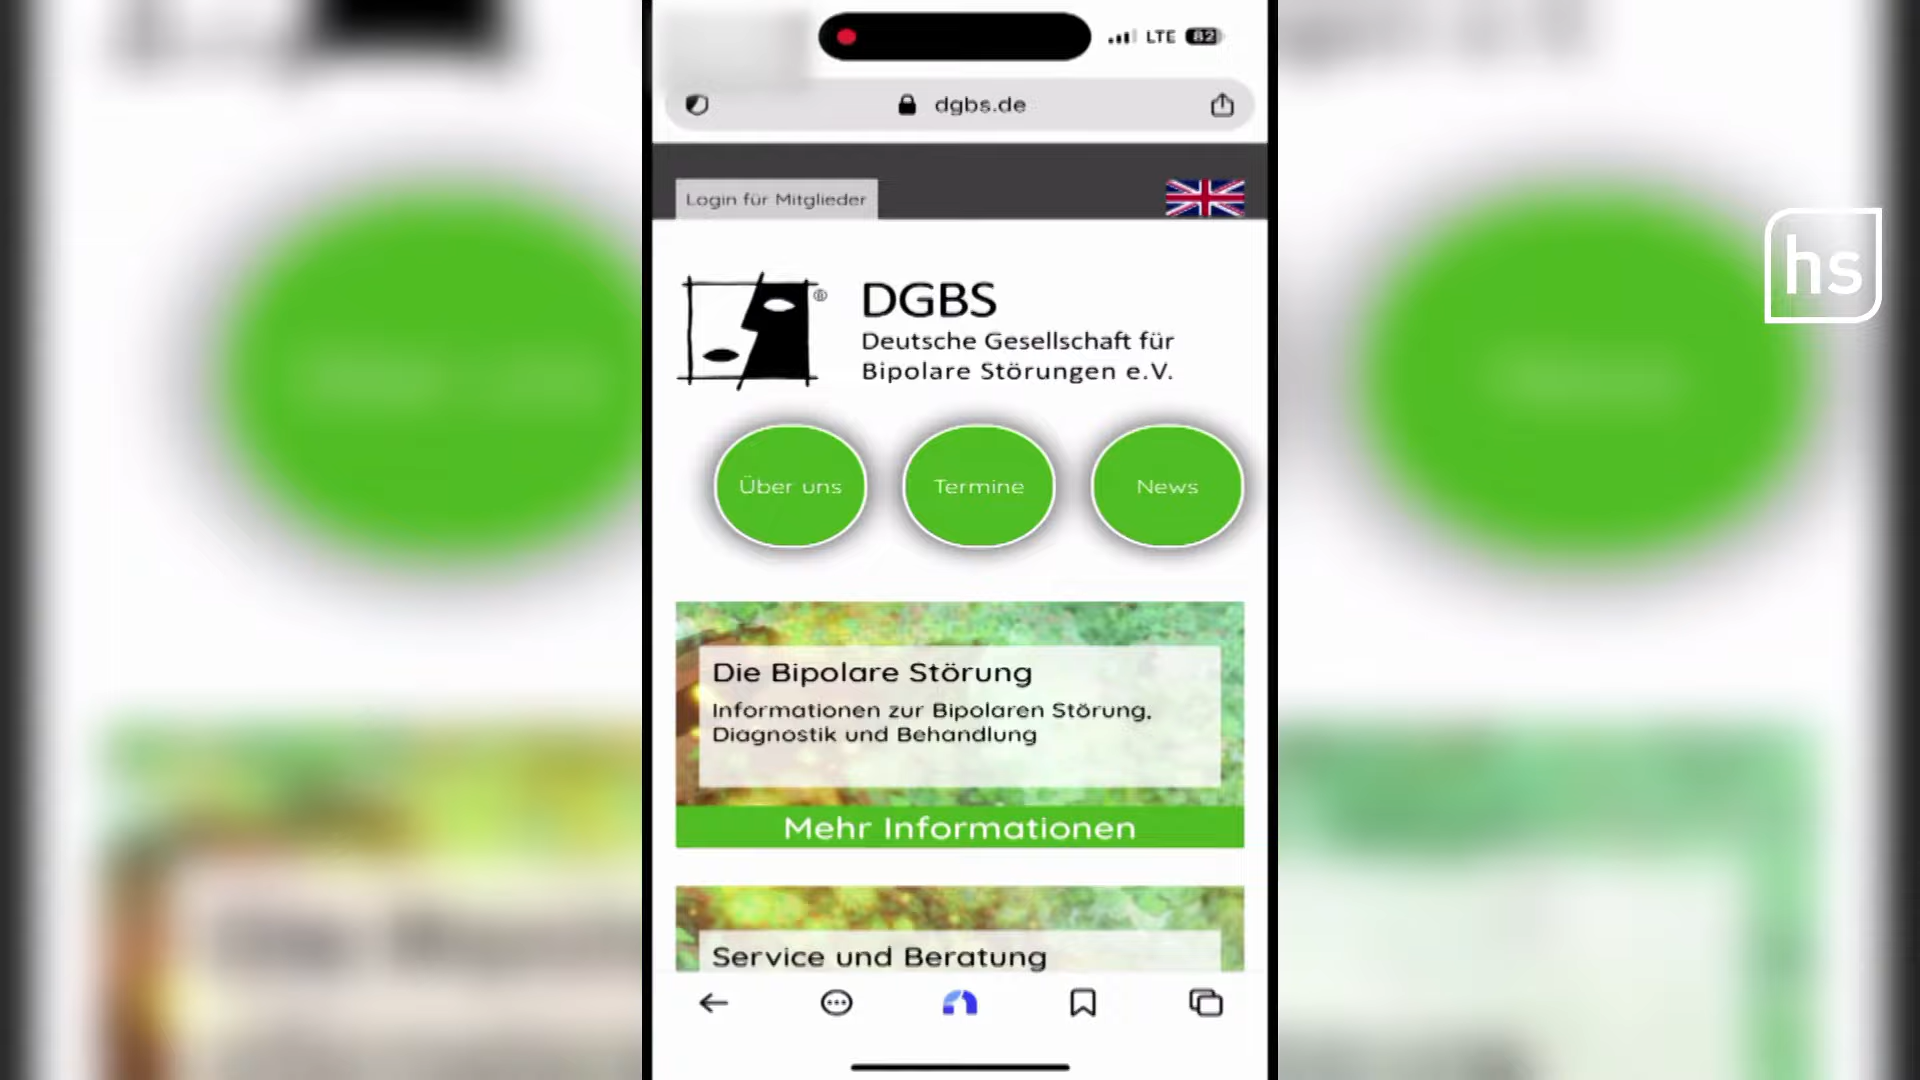 LTE 82
dgbs.de
Login für Mitglieder
hs
®
DGBS
Deutsche Gesellschaft für
Bipolare Störungen e.V.
Über uns
Termine
News
Die Bipolare Störung
Informationen zur Bipolaren Störung,
Diagnostik und Behandlung
Mehr Informationen
Service und Beratung